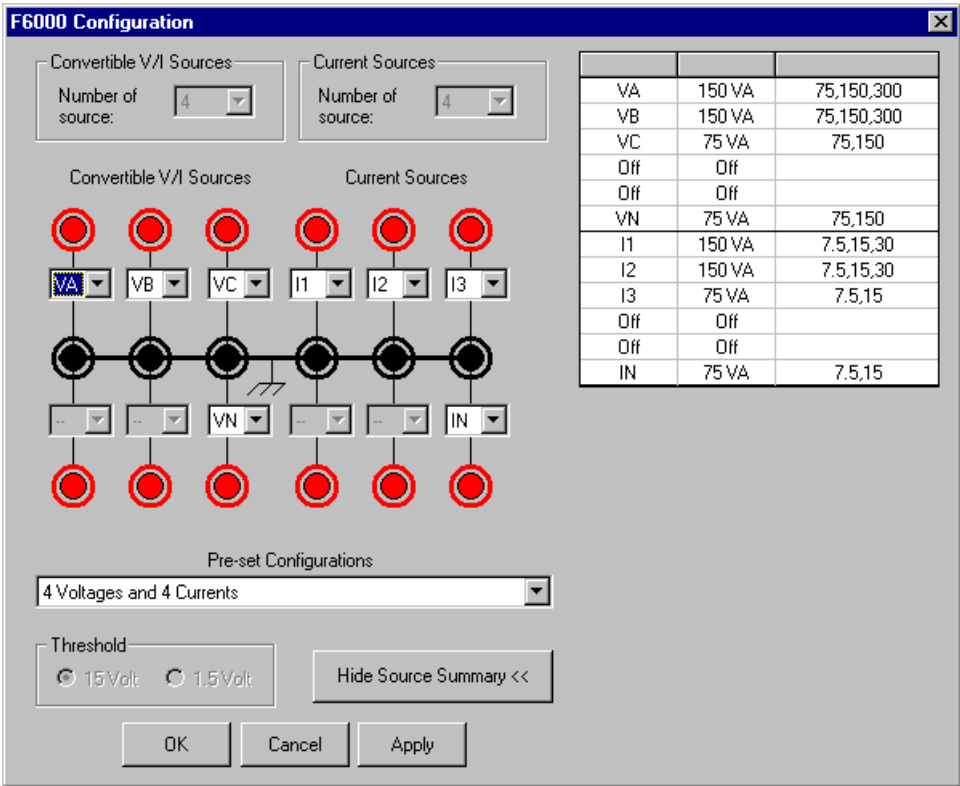 F6000 Configuration
Convertible V/I Sources
Number of
source:
4
Current Sources
Number of
source:
4
Convertible V/I Sources
Current Sources
VA VB VC I1 I2 I3
-- -- VN -- -- IN
Pre-set Configurations
4 Voltages and 4 Currents
Threshold
15 Volt 1.5 Volt
Hide Source Summary <<
OK Cancel Apply
VA 150 VA 75,150,300
VB 150 VA 75,150,300
VC 75 VA 75,150
Off Off
Off Off
VN 75 VA 75,150
I1 150 VA 7.5,15,30
I2 150 VA 7.5,15,30
I3 75 VA 7.5,15
Off Off
Off Off
IN 75 VA 7.5,15